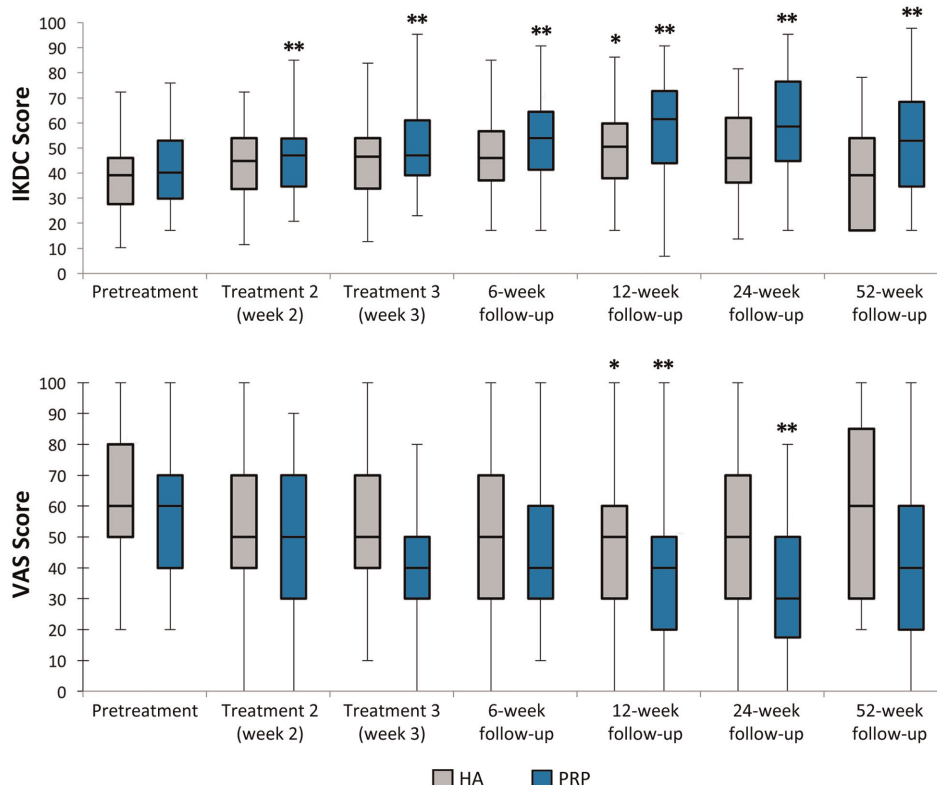 IKDC Score
100
90
80
70
60
50
40
30
20
10
0
** ** ** * ** ** **
Pretreatment Treatment 2 Treatment 3 6-week 12-week 24-week 52-week
(week 2) (week 3) follow-up follow-up follow-up follow-up
VAS Score
100
90
80
70
60
50
40
30
20
10
0
* ** **
Pretreatment Treatment 2 Treatment 3 6-week 12-week 24-week 52-week
(week 2) (week 3) follow-up follow-up follow-up follow-up
HA PRP